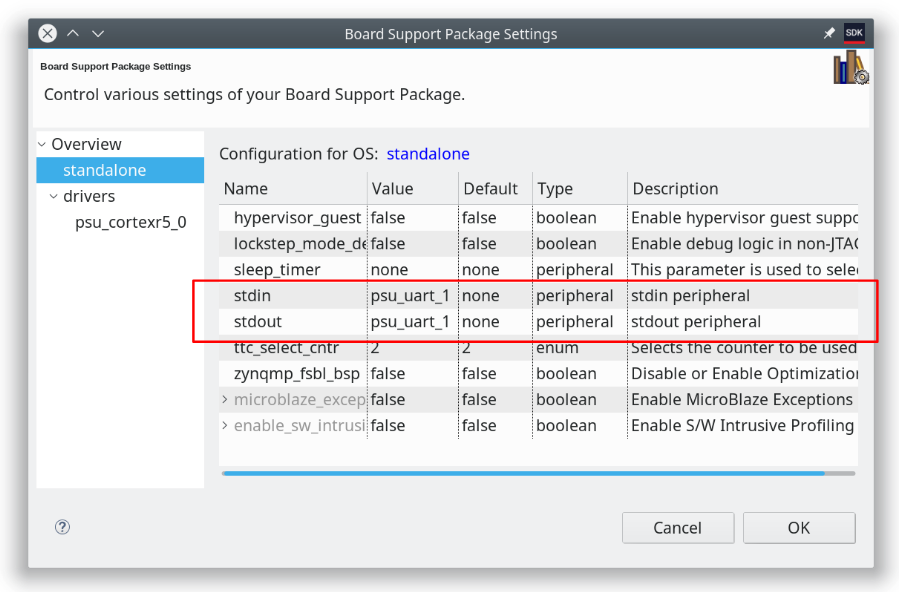 Board Support Package Settings
SDK
Board Support Package Settings
Control various settings of your Board Support Package.
Overview
standalone
drivers
psu_cortexr5_0
Configuration for OS: standalone
Name Value Default Type Description
hypervisor_guest false false boolean Enable hypervisor guest suppo
lockstep_mode_de false false boolean Enable debug logic in non-JTAG
sleep_timer none none peripheral This parameter is used to selec
stdin psu_uart_1 none peripheral stdin peripheral
stdout psu_uart_1 none peripheral stdout peripheral
ttc_select_cntr 2 2 enum Selects the counter to be used
zynqmp_fsbl_bsp false false boolean Disable or Enable Optimization
microblaze_excep false false boolean Enable MicroBlaze Exceptions
enable_sw_intrusi false false boolean Enable S/W Intrusive Profiling
?
Cancel OK